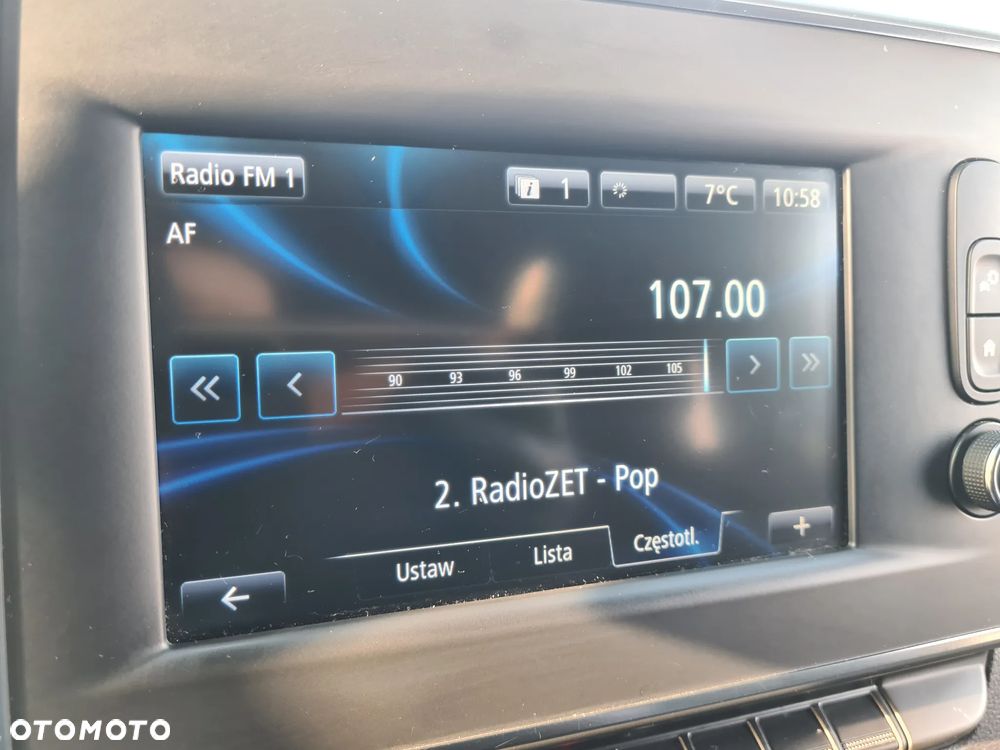 Radio FM 1
i 1
7°C
10:58
AF
107.00
90 93 96 99 102 105
2. RadioZET - Pop
Ustaw Lista Częstotl. +
OTOMOTO